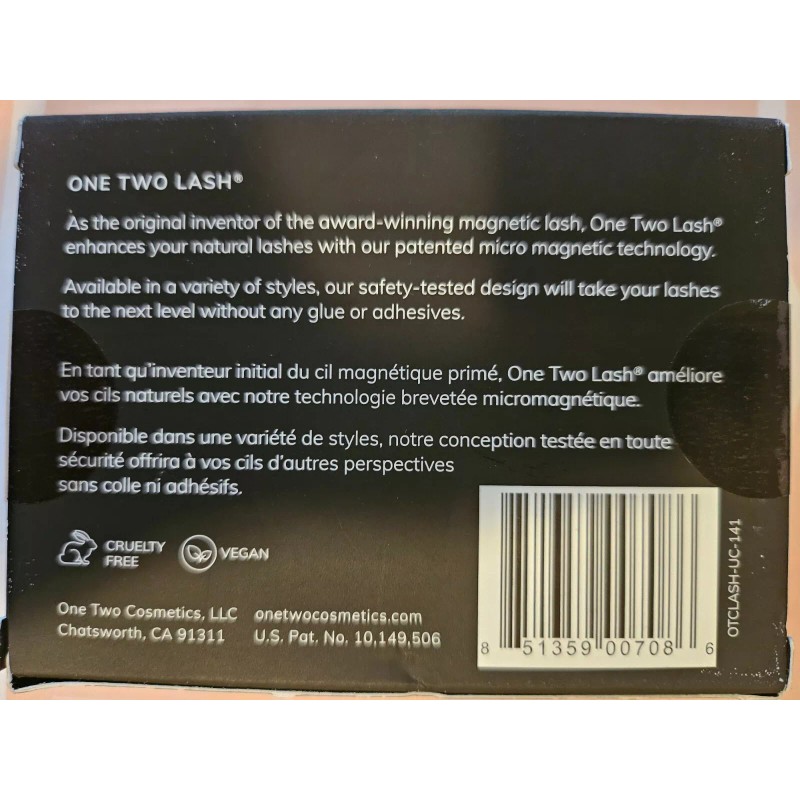 ONE TWO LASH®
As the original inventor of the award-winning magnetic lash, One Two Lash®
enhances your natural lashes with our patented micro magnetic technology.
Available in a variety of styles, our safety-tested design will take your lashes
to the next level without any glue or adhesives.
En tant qu'inventeur initial du cil magnétique primé, One Two Lash® améliore
vos cils naturels avec notre technologie brevetée micromagnétique.
Disponible dans une variété de styles, notre conception testée en toute
sécurité offrira à vos cils d'autres perspectives
sans colle ni adhésifs.
CRUELTY
FREE
VEGAN
One Two Cosmetics, LLC onetwocosmetics.com
Chatsworth, CA 91311 U.S. Pat. No. 10,149,506
8 51359 00708 6
OTCLASH-UC-141